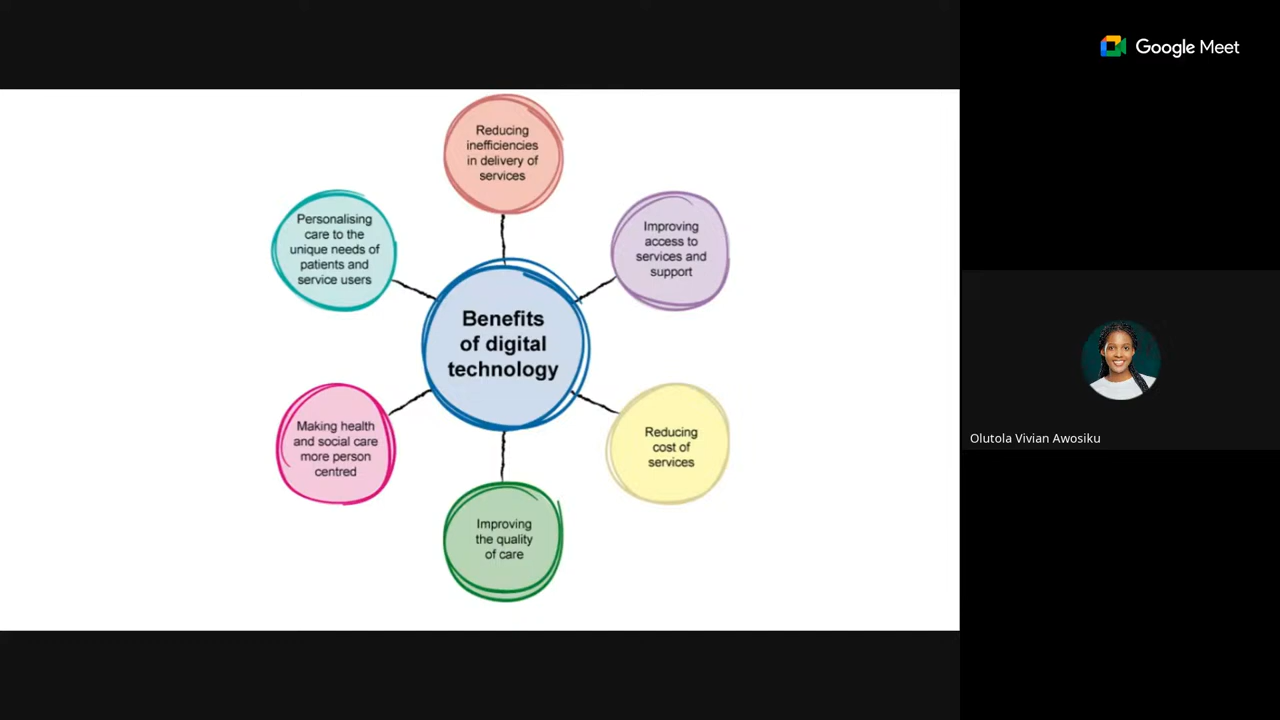 Google Meet
Reducing
inefficiencies
in delivery of
services
Personalising
care to the
unique needs of
patients and
service users
Improving
access to
services and
support
Benefits
of digital
technology
Making health
and social care
more person
centred
Reducing
cost of
services
Improving
the quality
of care
Olutola Vivian Awosiku